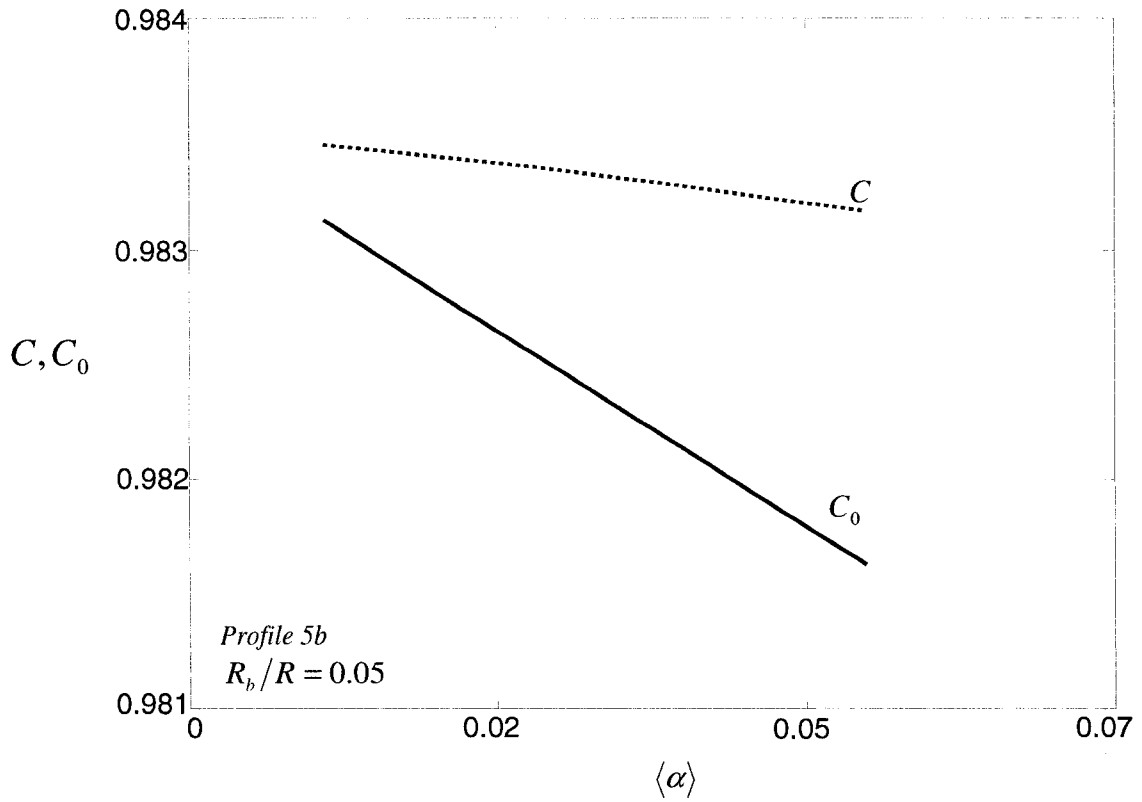 0.984
C
0.983
C, C₀
0.982
C₀
Profile 5b
R_b/R = 0.05
0.981
0 0.02 0.05 0.07
⟨α⟩